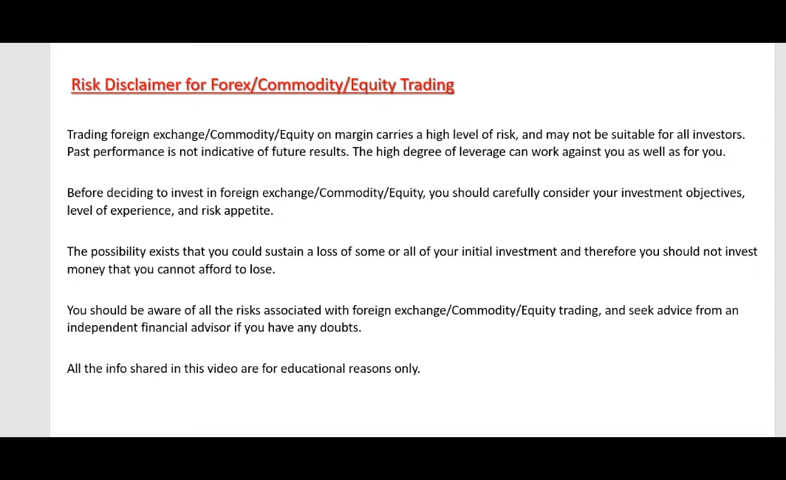 Risk Disclaimer for Forex/Commodity/Equity Trading
Trading foreign exchange/Commodity/Equity on margin carries a high level of risk, and may not be suitable for all investors.
Past performance is not indicative of future results. The high degree of leverage can work against you as well as for you.
Before deciding to invest in foreign exchange/Commodity/Equity, you should carefully consider your investment objectives,
level of experience, and risk appetite.
The possibility exists that you could sustain a loss of some or all of your initial investment and therefore you should not invest
money that you cannot afford to lose.
You should be aware of all the risks associated with foreign exchange/Commodity/Equity trading, and seek advice from an
independent financial advisor if you have any doubts.
All the info shared in this video are for educational reasons only.